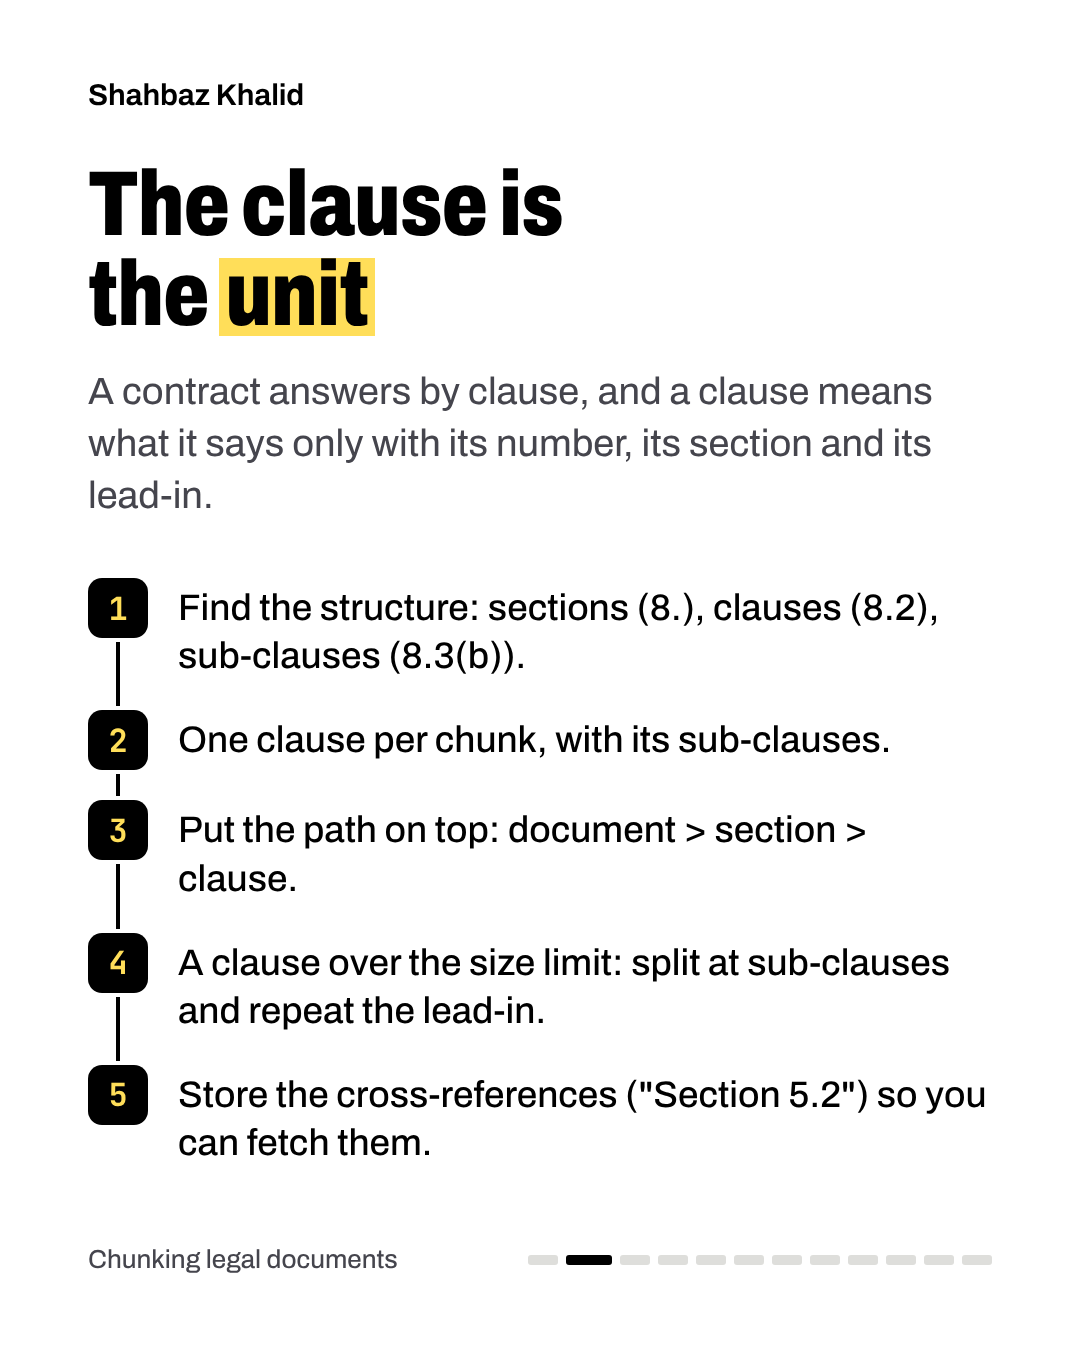 Shahbaz Khalid
The clause is
the unit
A contract answers by clause, and a clause means
what it says only with its number, its section and its
lead-in.
1 Find the structure: sections (8.), clauses (8.2),
sub-clauses (8.3(b)).
2 One clause per chunk, with its sub-clauses.
3 Put the path on top: document > section >
clause.
4 A clause over the size limit: split at sub-clauses
and repeat the lead-in.
5 Store the cross-references ("Section 5.2") so you
can fetch them.
Chunking legal documents